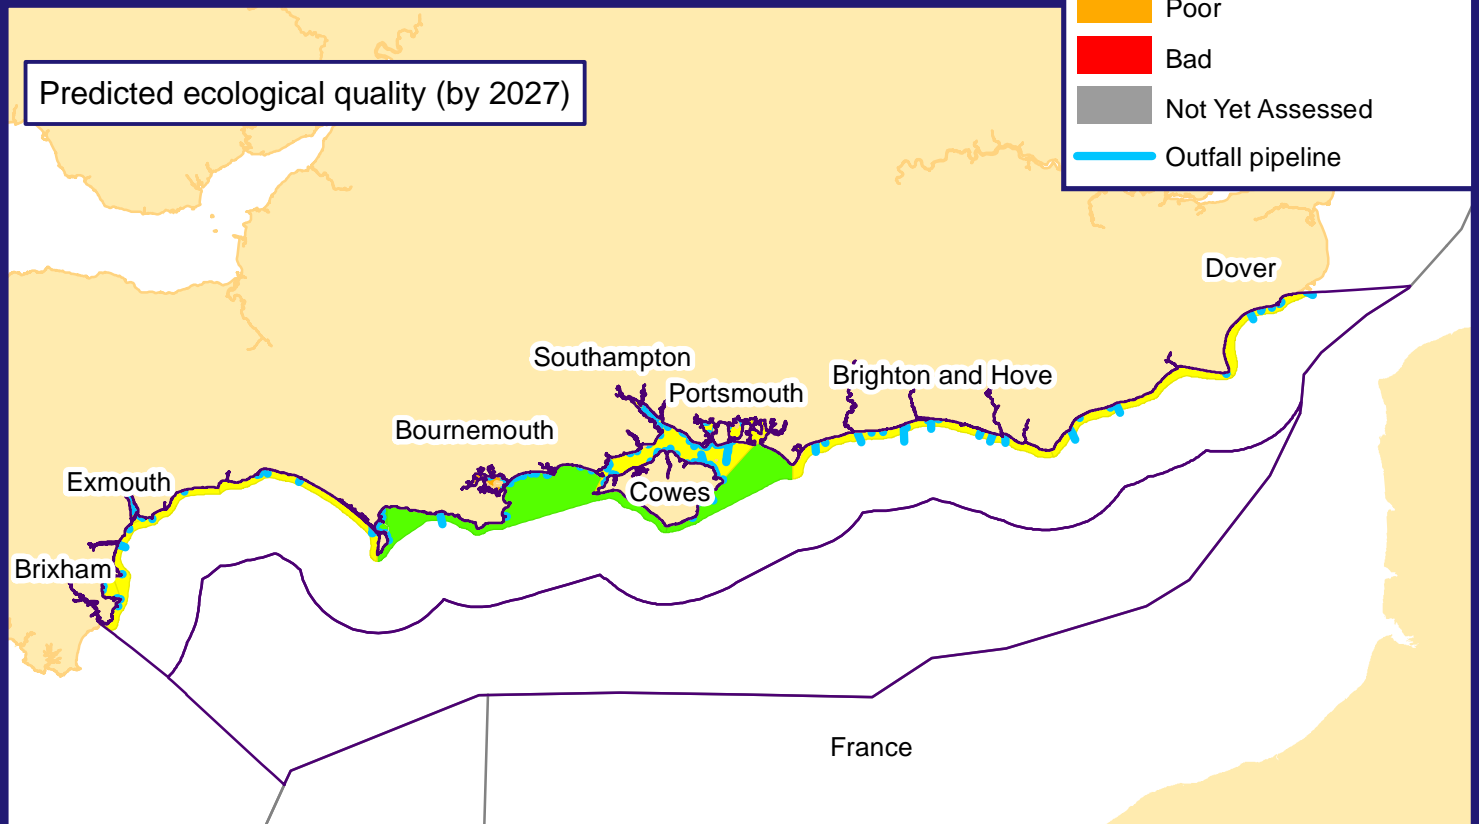 Poor
Bad
Predicted ecological quality (by 2027)
Not Yet Assessed
Outfall pipeline
Dover
Southampton
Portsmouth
Brighton and Hove
Bournemouth
Exmouth
Cowes
Brixham
France